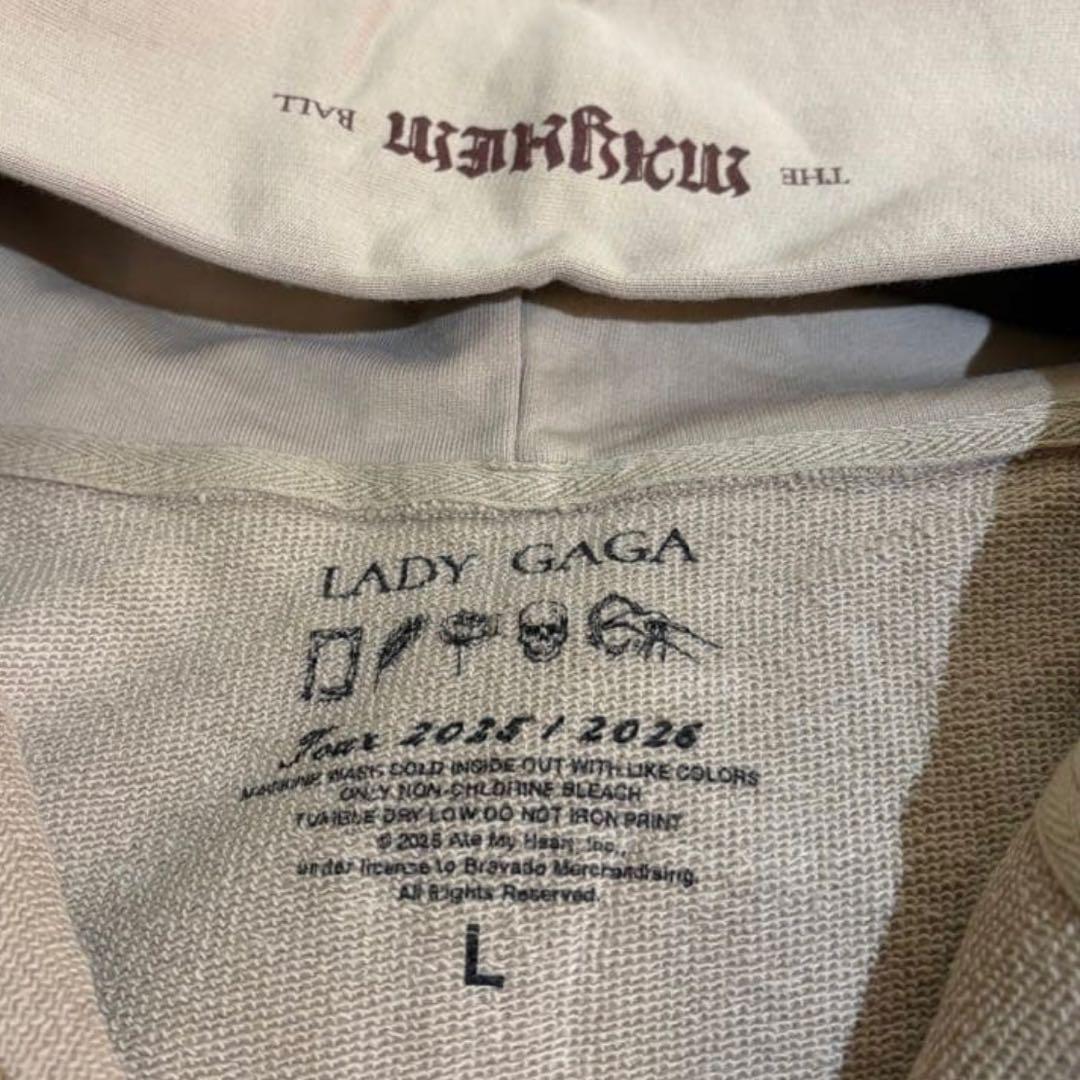 THE MAYHEM BALL
LADY GAGA
Tour 2025 / 2026
MACHINE WASH COLD INSIDE OUT WITH LIKE COLORS
ONLY NON-CHLORINE BLEACH
TUMBLE DRY LOW DO NOT IRON PRINT
© 2025 Ate My Heart, Inc.,
under license to Bravado Merchandising.
All Rights Reserved.
L